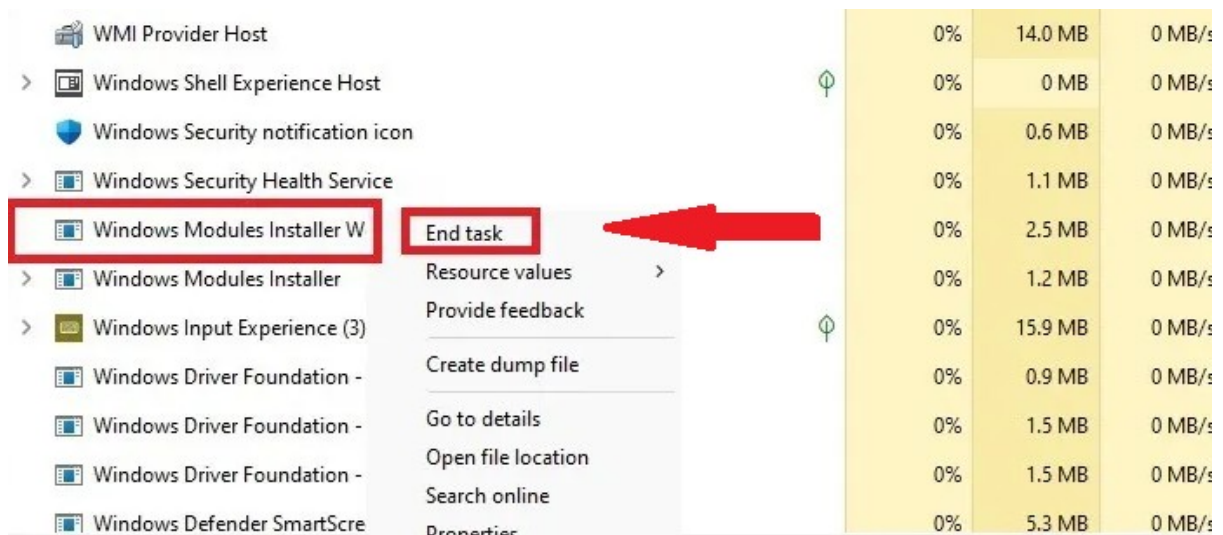 WMI Provider Host 0% 14.0 MB 0 MB/s
Windows Shell Experience Host 0% 0 MB 0 MB/s
Windows Security notification icon 0% 0.6 MB 0 MB/s
Windows Security Health Service 0% 1.1 MB 0 MB/s
Windows Modules Installer W End task 0% 2.5 MB 0 MB/s
Resource values
Windows Modules Installer 0% 1.2 MB 0 MB/s
Provide feedback
Windows Input Experience (3) 0% 15.9 MB 0 MB/s
Create dump file
Windows Driver Foundation - 0% 0.9 MB 0 MB/s
Go to details
Windows Driver Foundation - 0% 1.5 MB 0 MB/s
Open file location
Windows Driver Foundation - 0% 1.5 MB 0 MB/s
Search online
Windows Defender SmartScre 0% 5.3 MB 0 MB/s
Properties